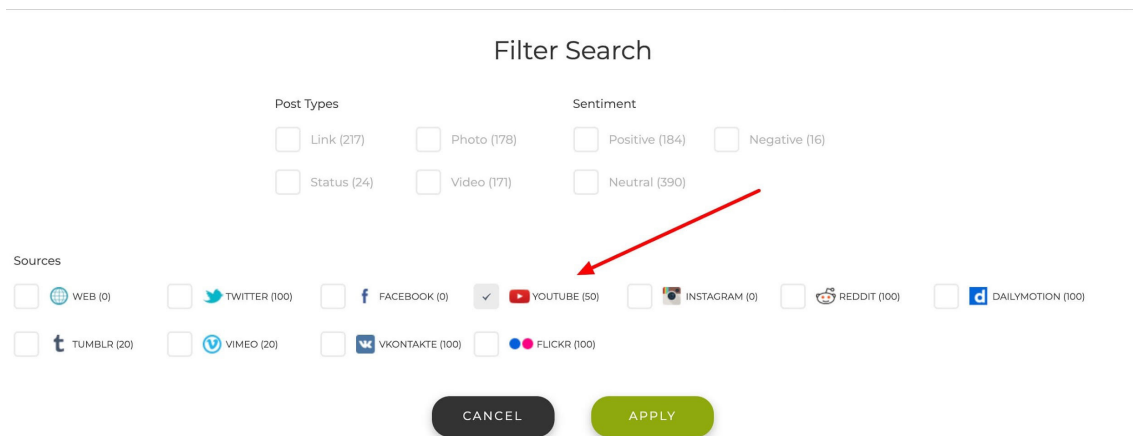 Filter Search
Post Types
Sentiment
Link (217)
Photo (178)
Positive (184)
Negative (16)
Status (24)
Video (171)
Neutral (390)
Sources
WEB (0)
TWITTER (100)
FACEBOOK (0)
YOUTUBE (50)
INSTAGRAM (0)
REDDIT (100)
DAILYMOTION (100)
TUMBLR (20)
VIMEO (20)
VKONTAKTE (100)
FLICKR (100)
CANCEL
APPLY